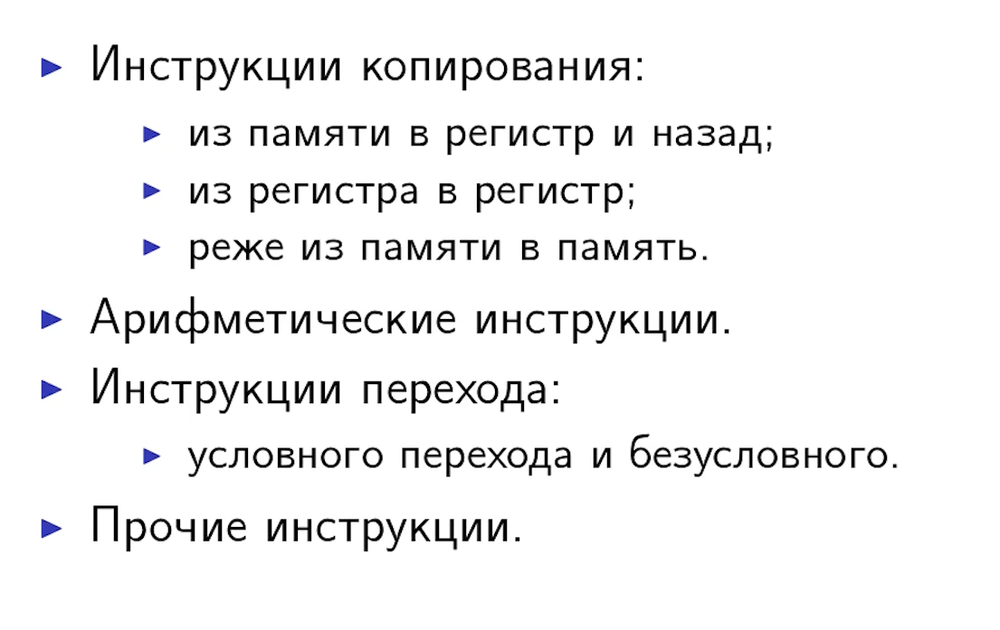 Инструкции копирования:
из памяти в регистр и назад;
из регистра в регистр;
реже из памяти в память.
Арифметические инструкции.
Инструкции перехода:
условного перехода и безусловного.
Прочие инструкции.